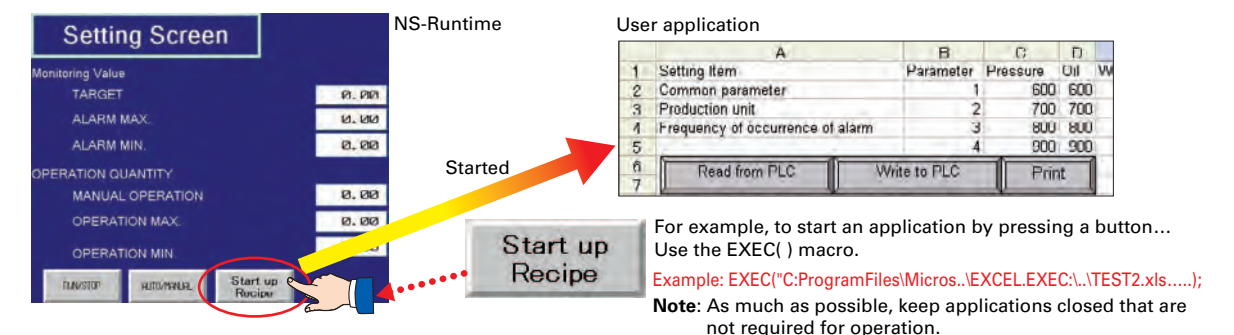 Setting Screen
Monitoring Value
TARGET 0.00
ALARM MAX. 0.00
ALARM MIN. 0.00
OPERATION QUANTITY
MANUAL OPERATION 0.00
OPERATION MAX. 0.00
OPERATION MIN.
RUN/STOP AUTO/MANUAL Start up
Recipe
NS-Runtime
Started
User application
A B C D
1 Setting Item Parameter Pressure Oil W
2 Common parameter 1 600 600
3 Production unit 2 700 700
4 Frequency of occurrence of alarm 3 800 800
5 4 900 900
6 Read from PLC Write to PLC Print
7
Start up
Recipe
For example, to start an application by pressing a button…
Use the EXEC( ) macro.
Example: EXEC("C:ProgramFiles\Micros..\EXCEL.EXEC:\..\TEST2.xls.....);
Note: As much as possible, keep applications closed that are
not required for operation.